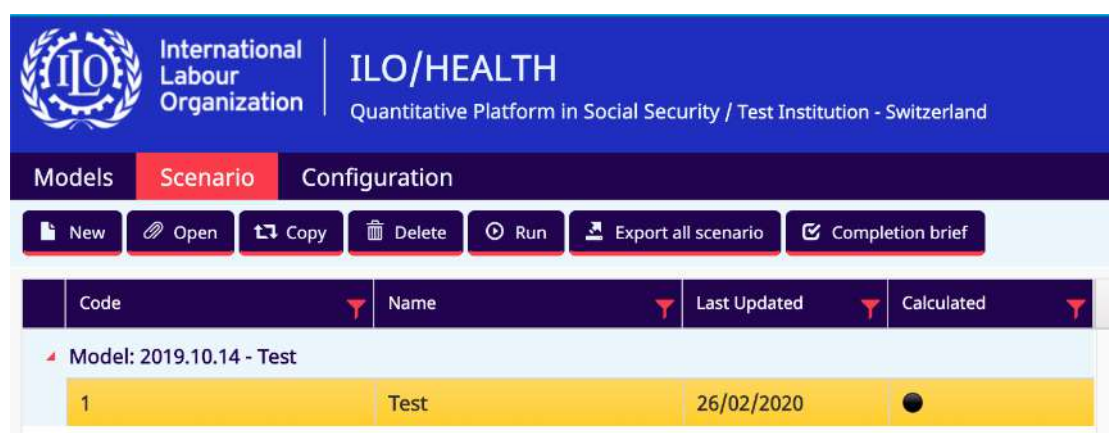 ILO
International
Labour
Organization
ILO/HEALTH
Quantitative Platform in Social Security / Test Institution - Switzerland
Models Scenario Configuration
New Open Copy Delete Run Export all scenario Completion brief
Code Name Last Updated Calculated
Model: 2019.10.14 - Test
1 Test 26/02/2020